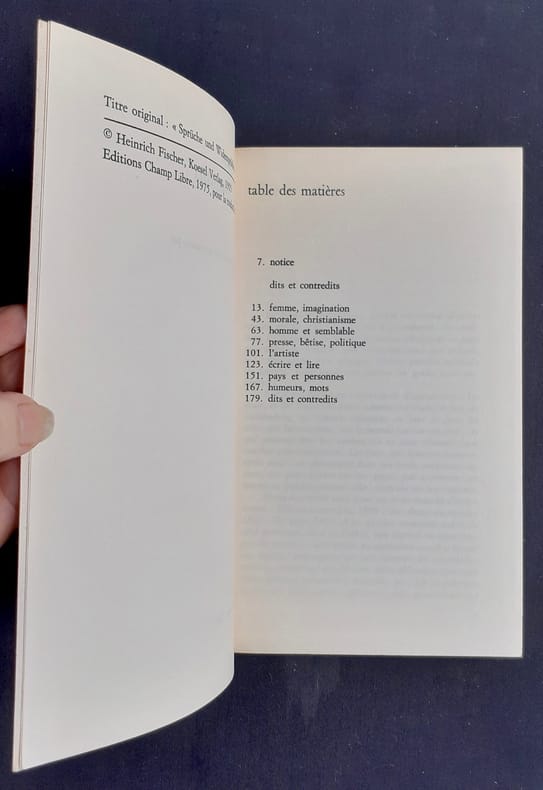 Titre original : « Sprüche und
© Heinrich Fischer, Koesel Verlag,
Editions Champ Libre, 1975, pour la
table des matières
7. notice
dits et contredits
13. femme, imagination
43. morale, christianisme
63. homme et semblable
77. presse, bêtise, politique
101. l'artiste
123. écrire et lire
151. pays et personnes
167. humeurs, mots
179. dits et contredits